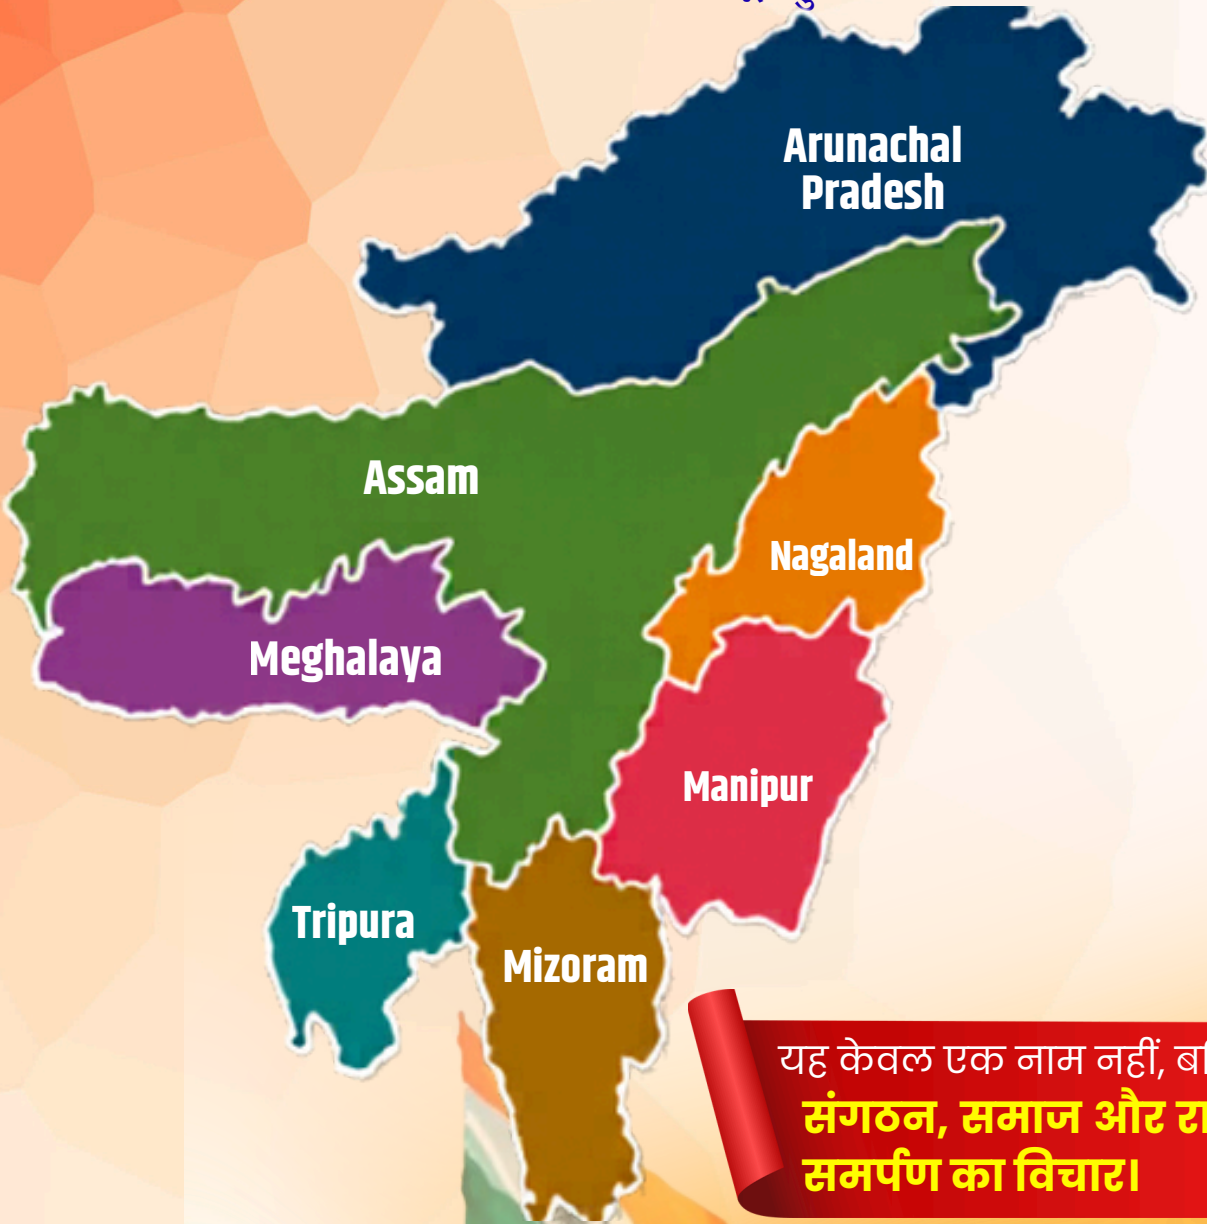 Arunachal
Pradesh
Assam
Nagaland
Meghalaya
Manipur
Tripura
Mizoram
यह केवल एक नाम नहीं,
संगठन, समाज और
समर्पण का विचार।